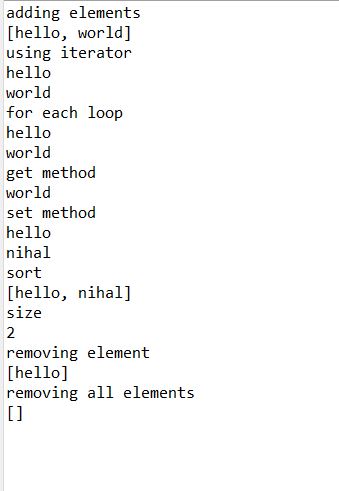 adding elements
[hello, world]
using iterator
hello
world
for each loop
hello
world
get method
world
set method
hello
nihal
sort
[hello, nihal]
size
2
removing element
[hello]
removing all elements
[]